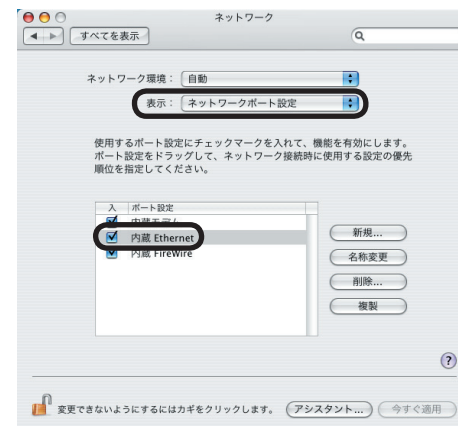 ネットワーク
すべてを表示
ネットワーク環境： 自動
表示： ネットワークポート設定
使用するポート設定にチェックマークを入れて、機能を有効にします。
ポート設定をドラッグして、ネットワーク接続時に使用する設定の優先
順位を指定してください。
入 ポート設定
内蔵モデム
内蔵 Ethernet
内蔵 FireWire
新規...
名称変更
削除...
複製
?
変更できないようにするにはカギをクリックします。 アシスタント... 今すぐ適用